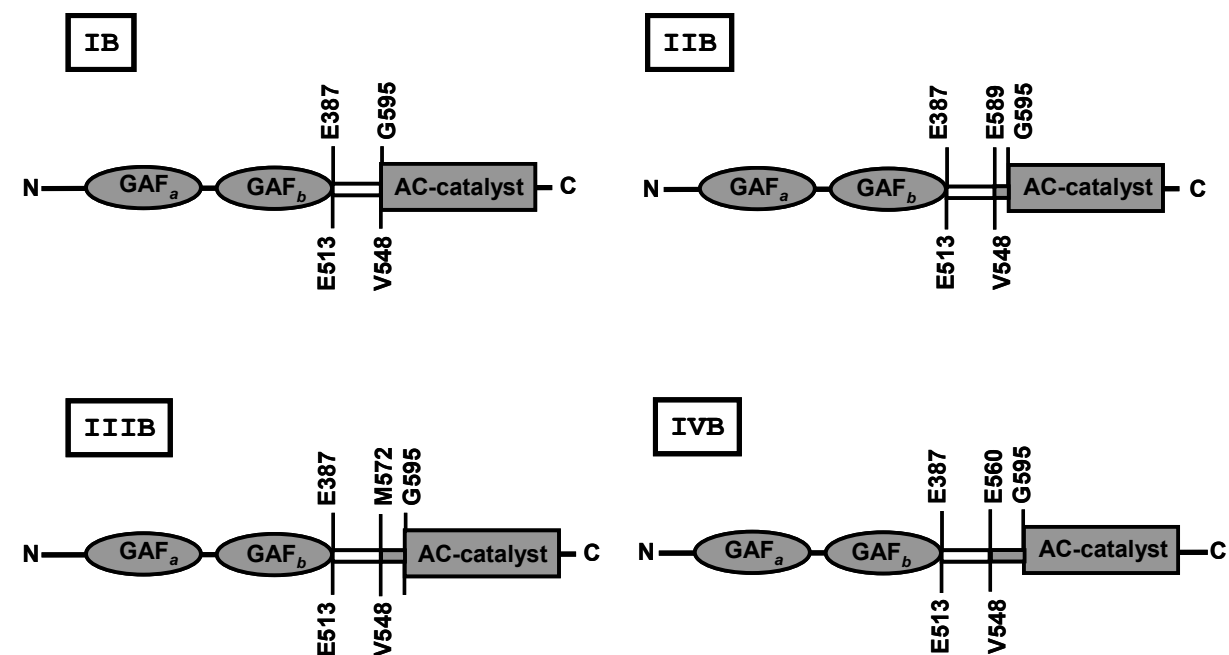 IB
E387 G595
N GAFa GAFb AC-catalyst C
E513 V548
IIB
E387 E589 G595
N GAFa GAFb AC-catalyst C
E513 V548
IIIB
E387 M572 G595
N GAFa GAFb AC-catalyst C
E513 V548
IVB
E387 E560 G595
N GAFa GAFb AC-catalyst C
E513 V548